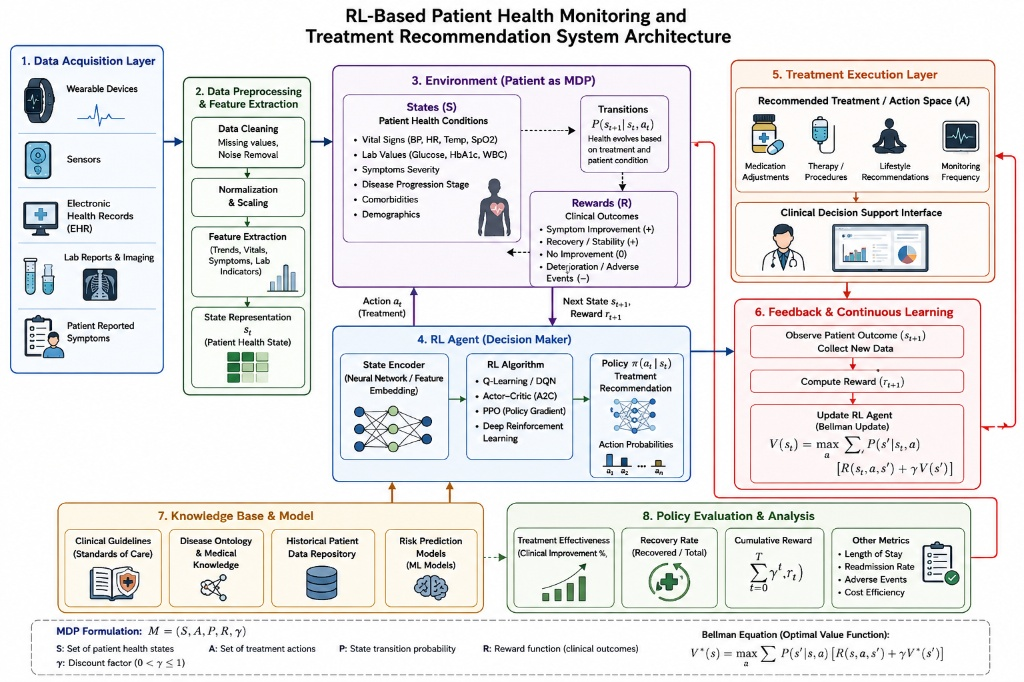 RL-Based Patient Health Monitoring and
Treatment Recommendation System Architecture
1. Data Acquisition Layer
Wearable Devices
Sensors
Electronic
Health Records
(EHR)
Lab Reports & Imaging
Patient Reported
Symptoms
2. Data Preprocessing
& Feature Extraction
Data Cleaning
Missing values,
Noise Removal
Normalization
& Scaling
Feature Extraction
(Trends, Vitals,
Symptoms, Lab
Indicators)
State Representation
s_t
(Patient Health State)
3. Environment (Patient as MDP)
States (S)
Patient Health Conditions
• Vital Signs (BP, HR, Temp, SpO2)
• Lab Values (Glucose, HbA1c, WBC)
• Symptoms Severity
• Disease Progression Stage
• Comorbidities
• Demographics
Transitions
P(s_{t+1} | s_t, a_t)
Health evolves based
on treatment and
patient condition
Rewards (R)
Clinical Outcomes
• Symptom Improvement (+)
• Recovery / Stability (+)
• No Improvement (0)
• Deterioration / Adverse
Events (−)
Action a_t
(Treatment)
Next State s_{t+1},
Reward r_{t+1}
4. RL Agent (Decision Maker)
State Encoder
(Neural Network / Feature
Embedding)
RL Algorithm
• Q-Learning / DQN
• Actor-Critic (A2C)
• PPO (Policy Gradient)
• Deep Reinforcement
Learning
Policy π(a_t | s_t)
Treatment
Recommendation
Action Probabilities
a_1 a_2 ... a_n
5. Treatment Execution Layer
Recommended Treatment / Action Space (A)
Medication
Adjustments
Therapy /
Procedures
Lifestyle
Recommendations
Monitoring
Frequency
Clinical Decision Support Interface
6. Feedback & Continuous Learning
Observe Patient Outcome (s_{t+1})
Collect New Data
Compute Reward (r_{t+1})
Update RL Agent
(Bellman Update)
V(s_t) = max_a ∑ P(s'|s_t, a)
[R(s_t, a, s') + γV(s')]
7. Knowledge Base & Model
Clinical Guidelines
(Standards of Care)
Disease Ontology
& Medical
Knowledge
Historical Patient
Data Repository
Risk Prediction
Models
(ML Models)
8. Policy Evaluation & Analysis
Treatment Effectiveness
(Clinical Improvement %,
Recovery Rate
(Recovered / Total)
Cumulative Reward
∑_{t=0}^{T} γ^t, r_t)
Other Metrics
• Length of Stay
• Readmission Rate
• Adverse Events
• Cost Efficiency
MDP Formulation: M = (S, A, P, R, γ)
S: Set of patient health states A: Set of treatment actions P: State transition probability R: Reward function (clinical outcomes)
γ: Discount factor (0 < γ ≤ 1)
Bellman Equation (Optimal Value Function):
V*(s) = max_a ∑ P(s'|s, a) [R(s, a, s') + γV*(s')]